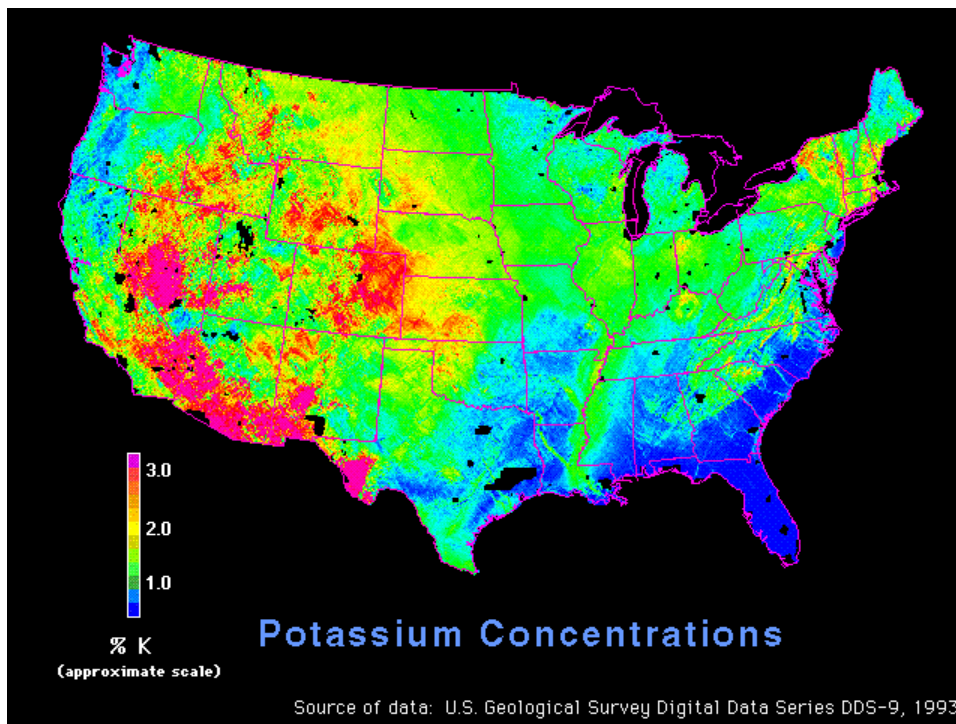 3.0
2.0
1.0
% K
(approximate scale)
Potassium Concentrations
Source of data: U.S. Geological Survey Digital Data Series DDS-9, 1993